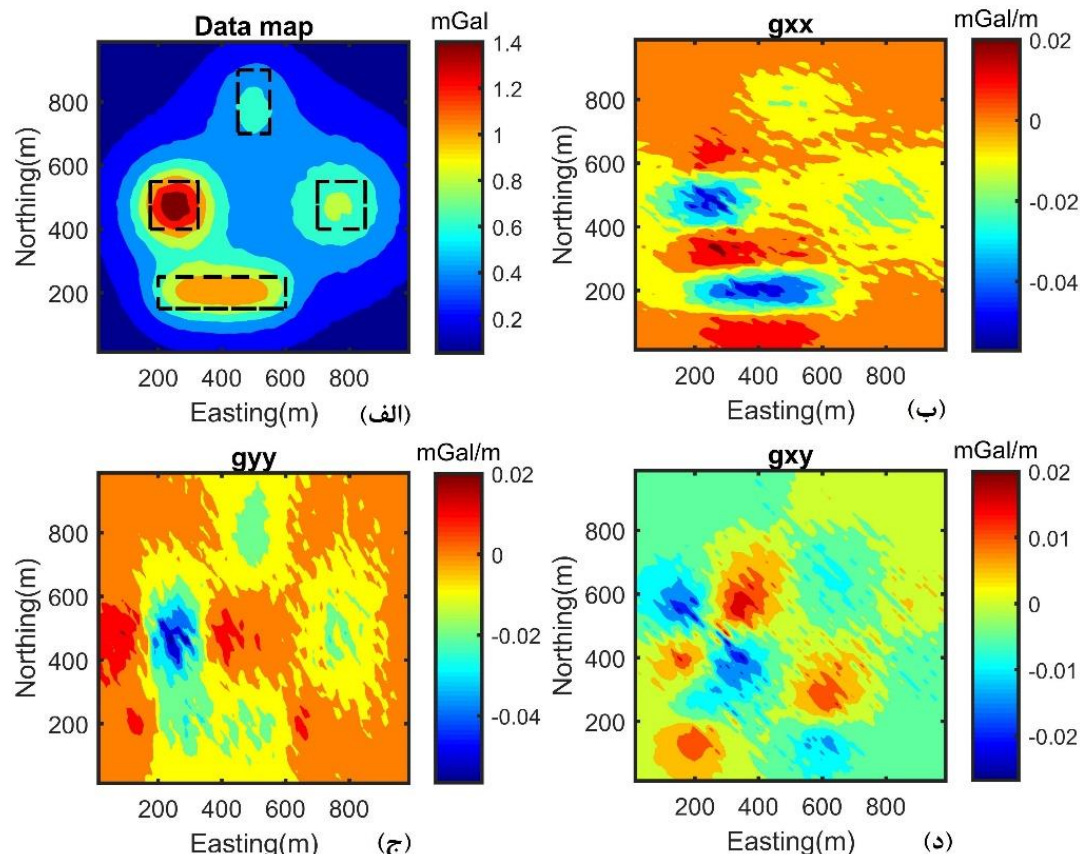 Data map
mGal
1.4
1.2
1
0.8
0.6
0.4
0.2
800
600
400
200
Northing(m)
200 400 600 800
Easting(m)
(الف)
gxx
mGal/m
0.02
0
-0.02
-0.04
800
600
400
200
Northing(m)
200 400 600 800
Easting(m)
(ب)
gyy
mGal/m
0.02
0
-0.02
-0.04
800
600
400
200
Northing(m)
200 400 600 800
Easting(m)
(ج)
gxy
mGal/m
0.02
0.01
0
-0.01
-0.02
800
600
400
200
Northing(m)
200 400 600 800
Easting(m)
(د)